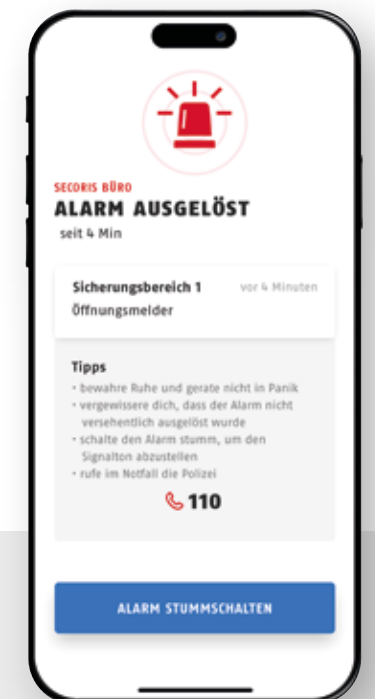 SECORIS BÜRO
ALARM AUSGELÖST
seit 4 Min
Sicherungsbereich 1 vor 4 Minuten
Öffnungsmelder
Tipps
• bewahre Ruhe und gerate nicht in Panik
• vergewissere dich, dass der Alarm nicht
versehentlich ausgelöst wurde
• schalte den Alarm stumm, um den
Signalton abzustellen
• rufe im Notfall die Polizei
110
ALARM STUMMSCHALTEN